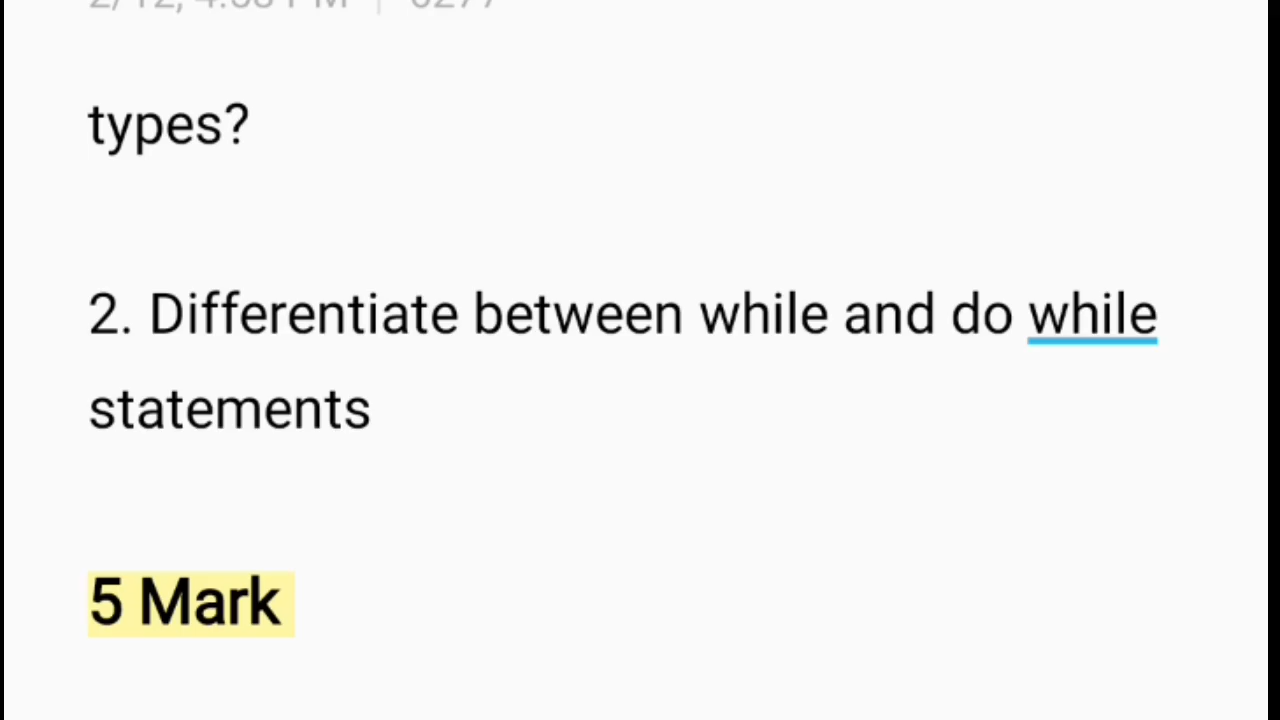 types?
2. Differentiate between while and do while
statements
5 Mark